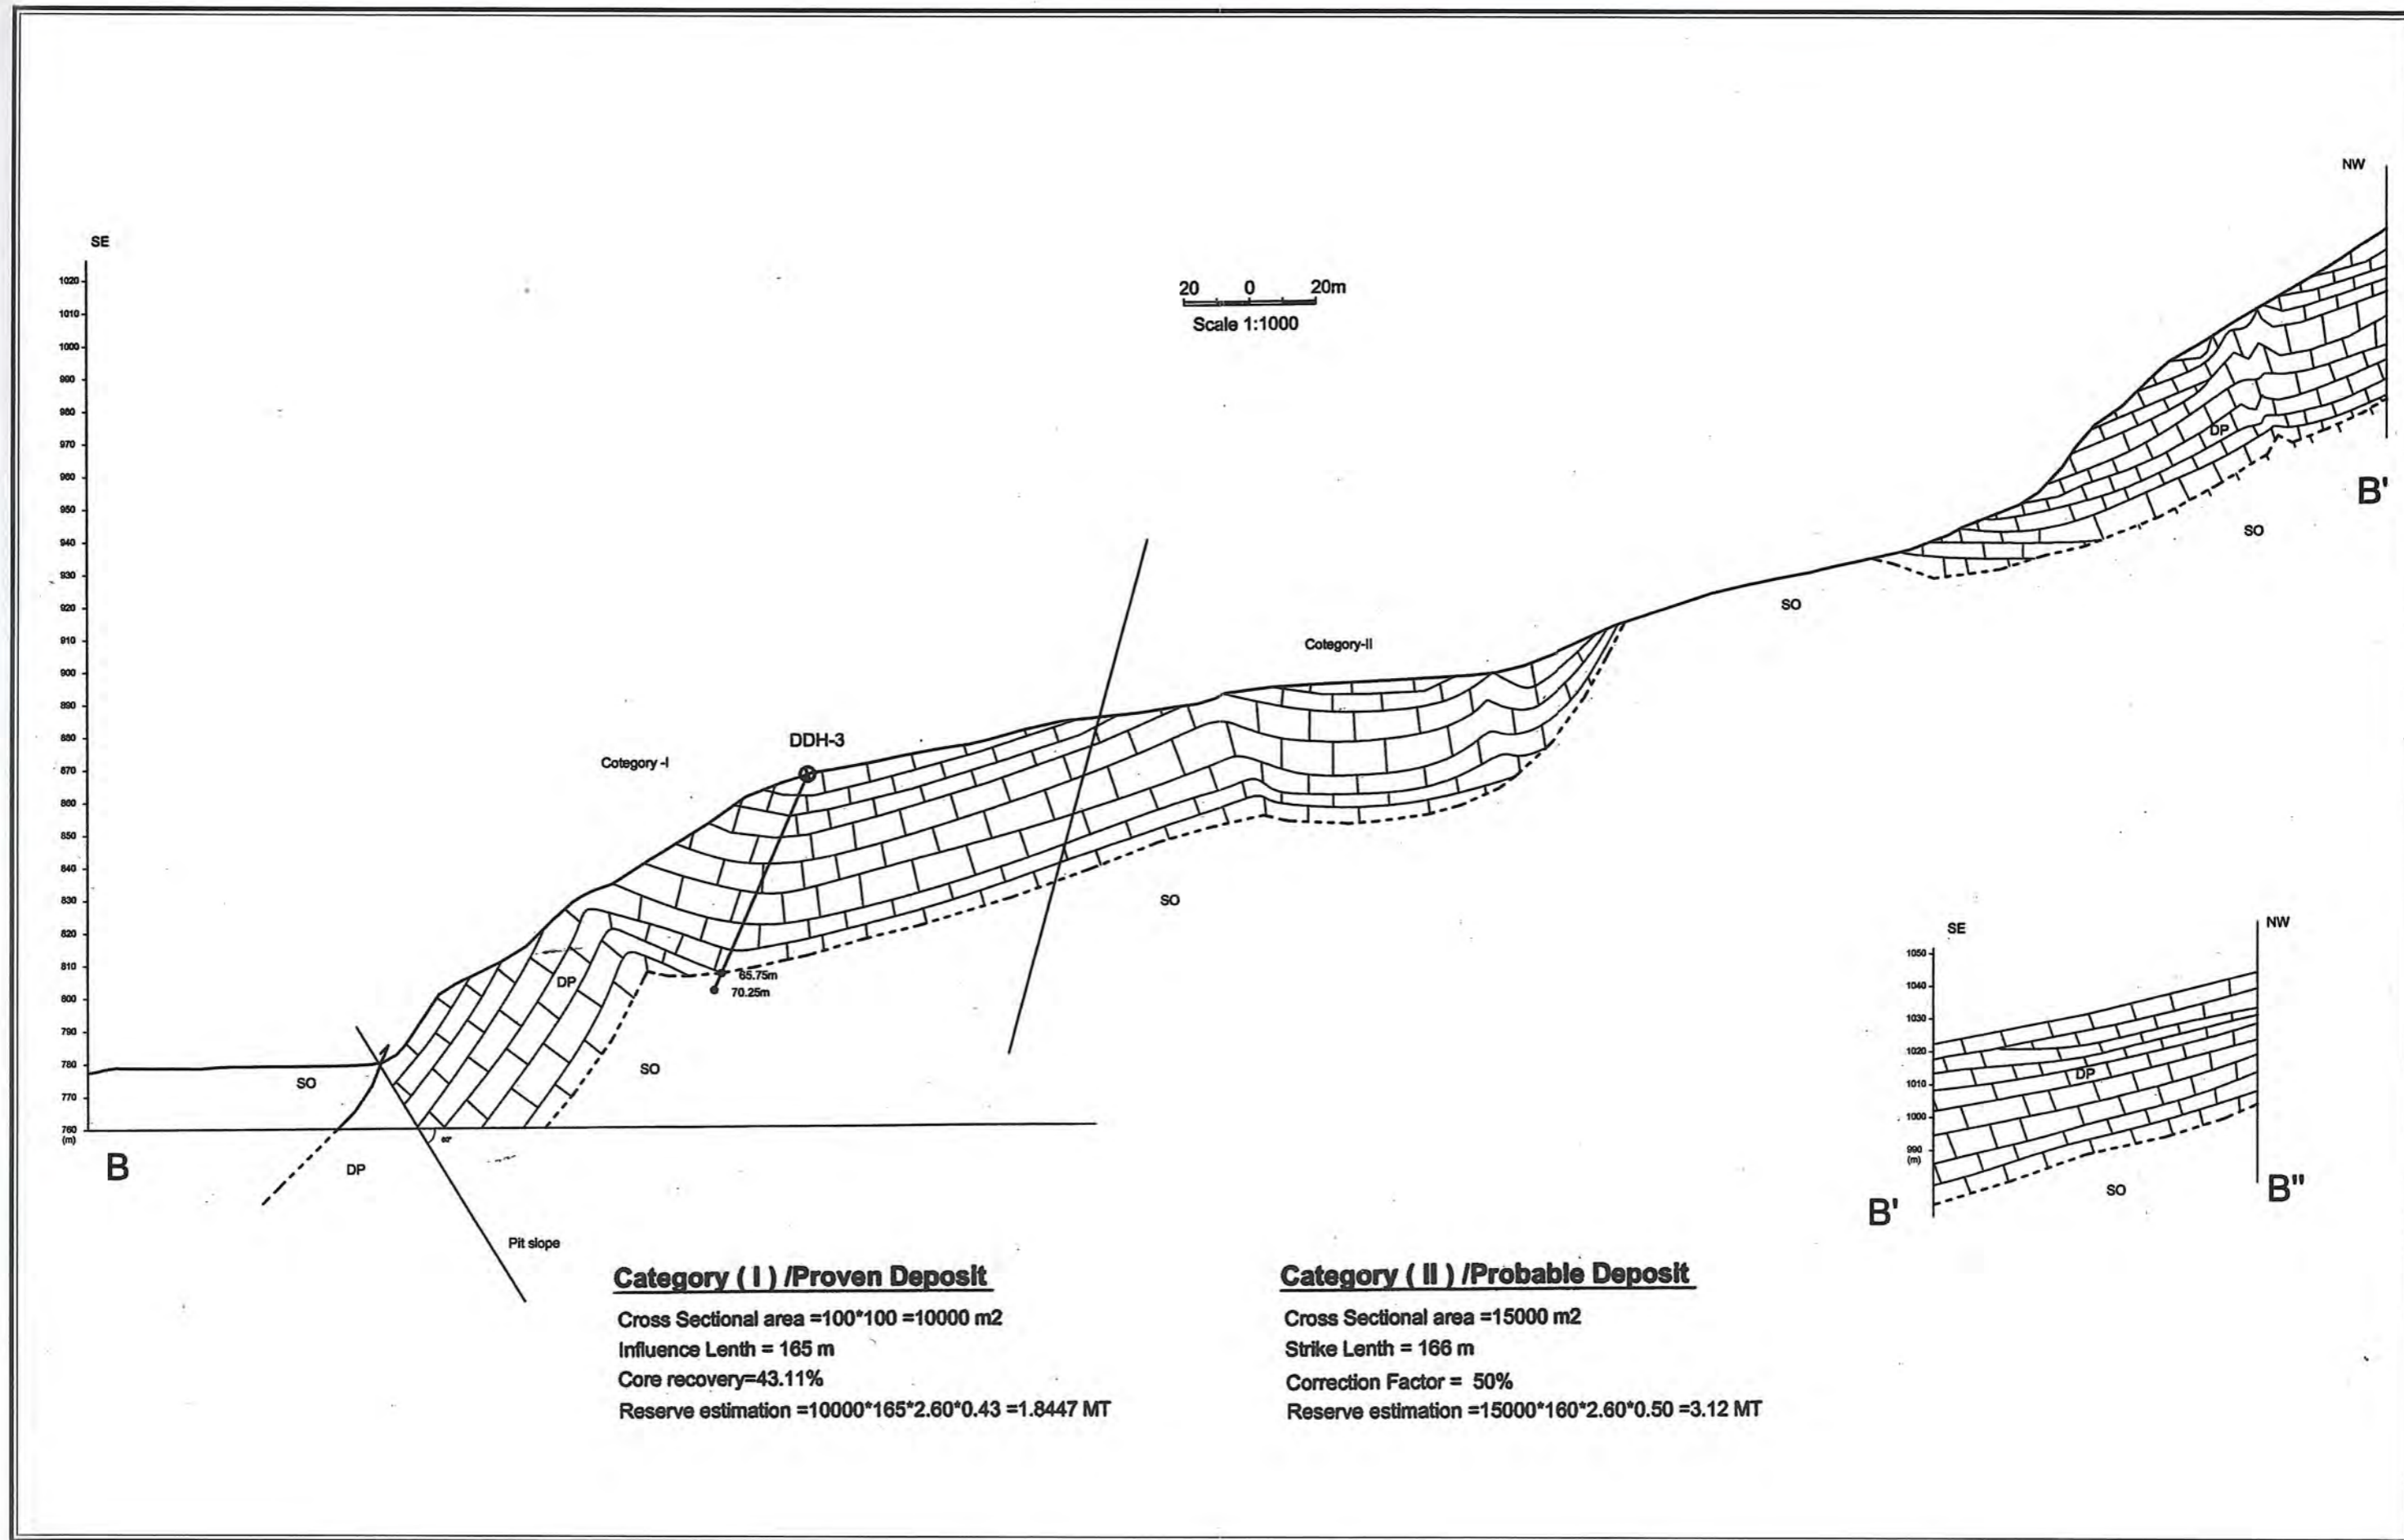 NW
SE
20 0 20m
Scale 1:1000
1020
1010
1000
990
980
970
960
950
940
930
920
910
900
890
880
870
860
850
840
830
820
810
800
790
780
770
760
(m)
DP
B'
SO
SO
Cotegory-II
DDH-3
Cotegory -I
SO
DP
65.75m
70.25m
SO
SO
60°
B
DP
Pit slope
SE
NW
1050
1040
1030
1020
1010
1000
990
(m)
DP
SO
B'
B"
Category ( I ) /Proven Deposit
Cross Sectional area =100*100 =10000 m2
Influence Lenth = 165 m
Core recovery=43.11%
Reserve estimation =10000*165*2.60*0.43 =1.8447 MT
Category ( II ) /Probable Deposit
Cross Sectional area =15000 m2
Strike Lenth = 166 m
Correction Factor = 50%
Reserve estimation =15000*160*2.60*0.50 =3.12 MT